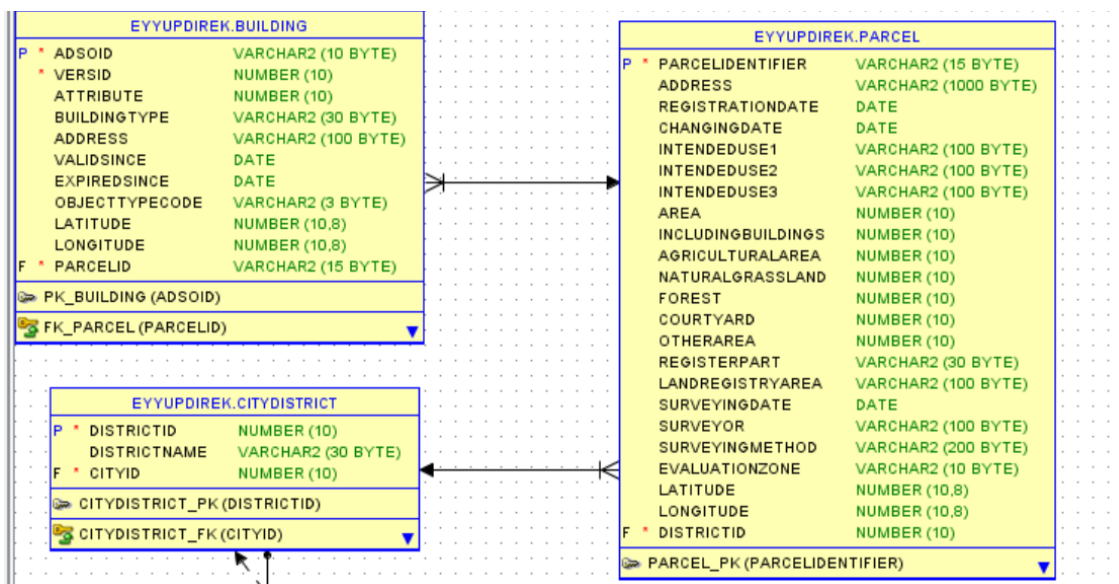 EYYUPDIREK.BUILDING
P * ADSOID VARCHAR2 (10 BYTE)
* VERSID NUMBER (10)
ATTRIBUTE NUMBER (10)
BUILDINGTYPE VARCHAR2 (30 BYTE)
ADDRESS VARCHAR2 (100 BYTE)
VALIDSINCE DATE
EXPIREDSINCE DATE
OBJECTTYPECODE VARCHAR2 (3 BYTE)
LATITUDE NUMBER (10,8)
LONGITUDE NUMBER (10,8)
F * PARCELID VARCHAR2 (15 BYTE)
PK_BUILDING (ADSOID)
FK_PARCEL (PARCELID)
EYYUPDIREK.CITYDISTRICT
P * DISTRICTID NUMBER (10)
DISTRICTNAME VARCHAR2 (30 BYTE)
F * CITYID NUMBER (10)
CITYDISTRICT_PK (DISTRICTID)
CITYDISTRICT_FK (CITYID)
EYYUPDIREK.PARCEL
P * PARCELIDENTIFIER VARCHAR2 (15 BYTE)
ADDRESS VARCHAR2 (1000 BYTE)
REGISTRATIONDATE DATE
CHANGINGDATE DATE
INTENDEDUSE1 VARCHAR2 (100 BYTE)
INTENDEDUSE2 VARCHAR2 (100 BYTE)
INTENDEDUSE3 VARCHAR2 (100 BYTE)
AREA NUMBER (10)
INCLUDINGBUILDINGS NUMBER (10)
AGRICULTURALAREA NUMBER (10)
NATURALGRASSLAND NUMBER (10)
FOREST NUMBER (10)
COURTYARD NUMBER (10)
OTHERAREA NUMBER (10)
REGISTERPART VARCHAR2 (30 BYTE)
LANDREGISTRYAREA VARCHAR2 (100 BYTE)
SURVEYINGDATE DATE
SURVEYOR VARCHAR2 (100 BYTE)
SURVEYINGMETHOD VARCHAR2 (200 BYTE)
EVALUATIONZONE VARCHAR2 (10 BYTE)
LATITUDE NUMBER (10,8)
LONGITUDE NUMBER (10,8)
F * DISTRICTID NUMBER (10)
PARCEL_PK (PARCELIDENTIFIER)